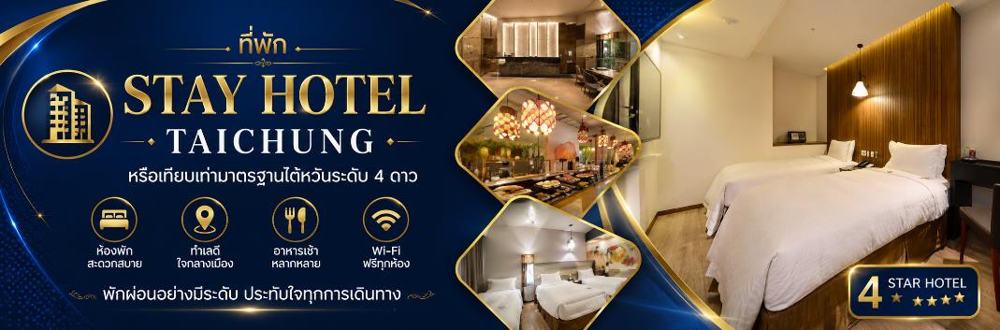 ที่พัก
STAY HOTEL
TAICHUNG
หรือเทียบเท่ามาตรฐานไต้หวันระดับ 4 ดาว
ห้องพัก
สะดวกสบาย
ทำเลดี
ใจกลางเมือง
อาหารเช้า
หลากหลาย
Wi-Fi
ฟรีทุกห้อง
พักผ่อนอย่างมีระดับ ประทับใจทุกการเดินทาง
4 STAR HOTEL